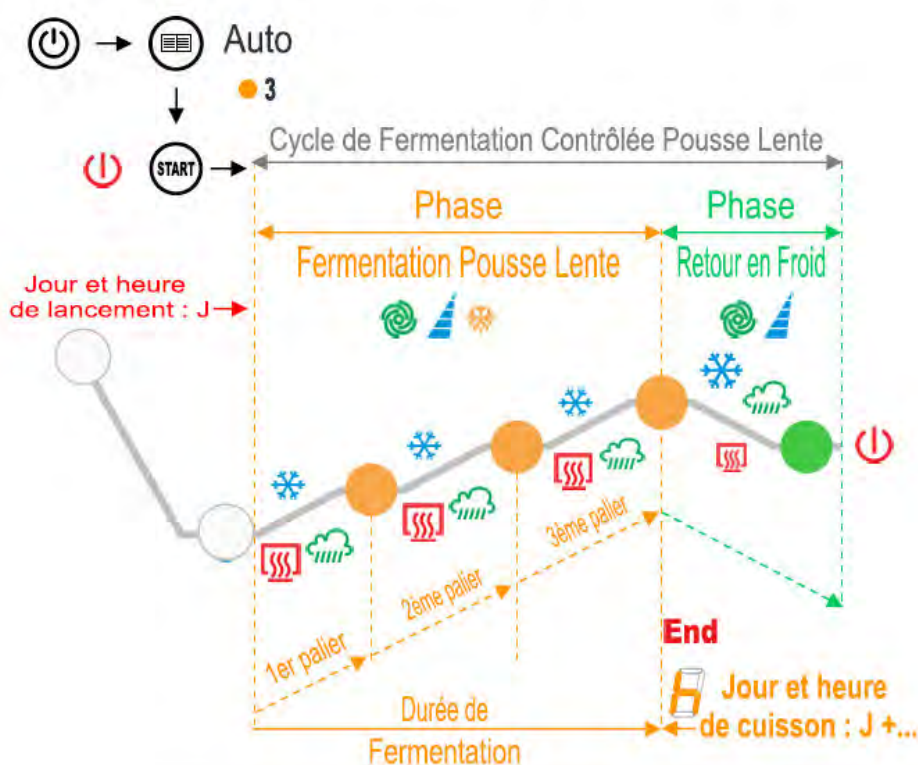 Auto
3
START
Cycle de Fermentation Contrôlée Pousse Lente
Phase
Phase
Fermentation Pousse Lente
Retour en Froid
Jour et heure
de lancement : J
1er palier
2ème palier
3ème palier
End
Durée de
Fermentation
h
Jour et heure
de cuisson : J +...